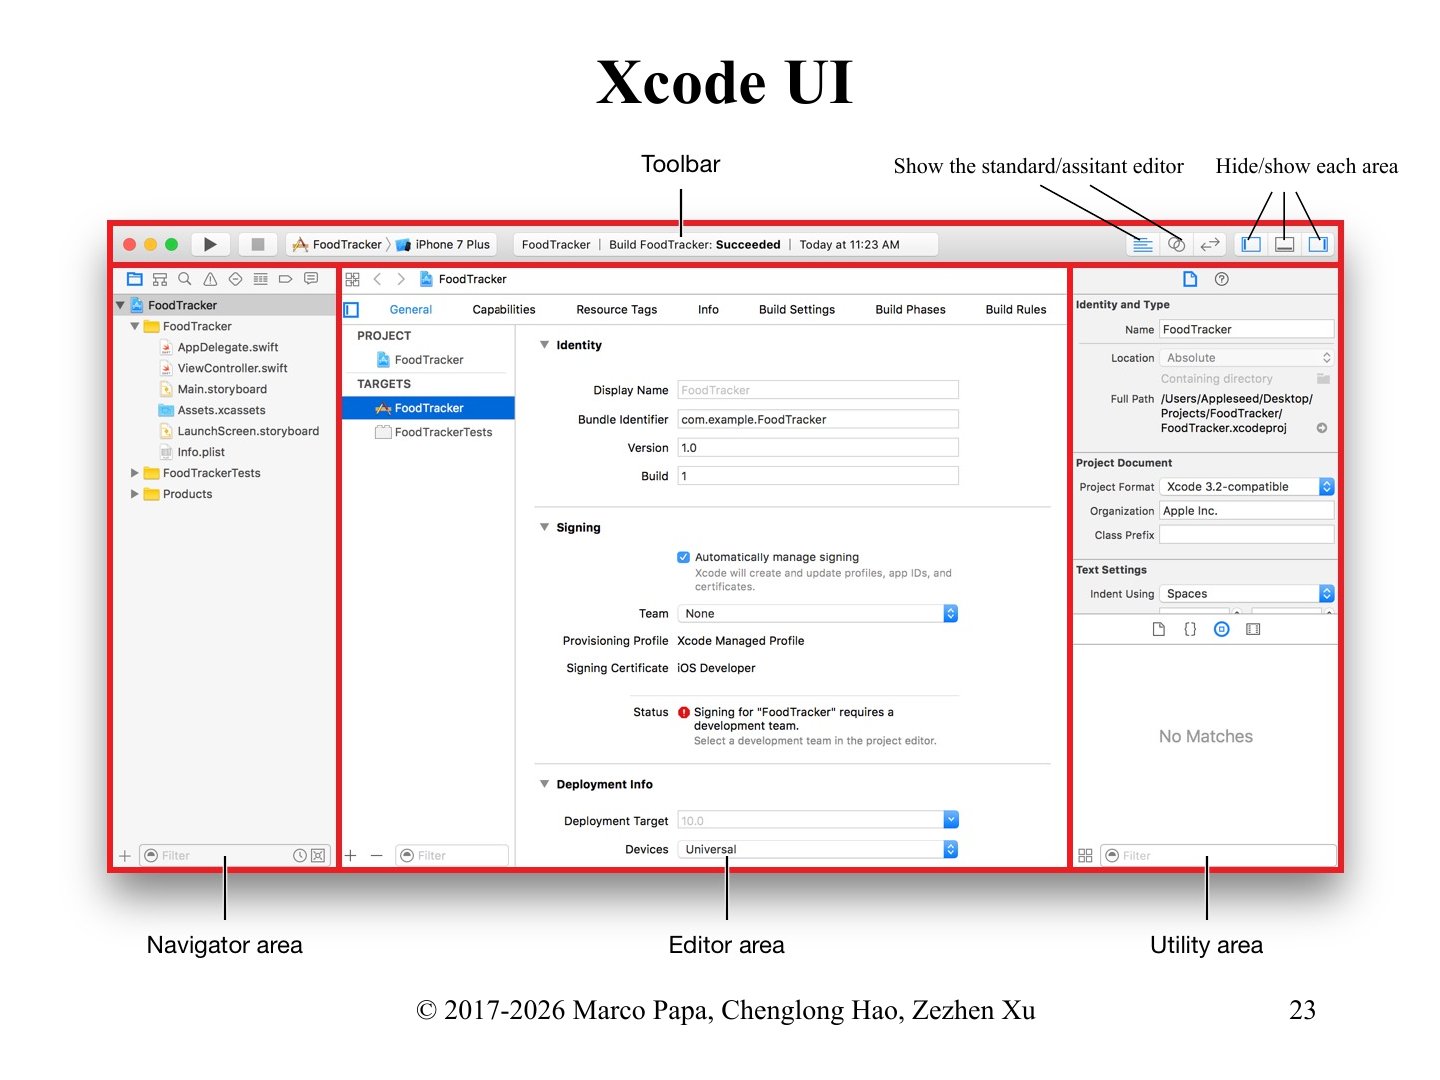 Xcode UI
Toolbar
Show the standard/assitant editor
Hide/show each area
FoodTracker
iPhone 7 Plus
FoodTracker | Build FoodTracker: Succeeded | Today at 11:23 AM
FoodTracker
FoodTracker
AppDelegate.swift
ViewController.swift
Main.storyboard
Assets.xcassets
LaunchScreen.storyboard
Info.plist
FoodTrackerTests
Products
Filter
FoodTracker
General Capabilities Resource Tags Info Build Settings Build Phases Build Rules
PROJECT
FoodTracker
TARGETS
FoodTracker
FoodTrackerTests
Filter
Identity
Display Name FoodTracker
Bundle Identifier com.example.FoodTracker
Version 1.0
Build 1
Signing
Automatically manage signing
Xcode will create and update profiles, app IDs, and
certificates.
Team None
Provisioning Profile Xcode Managed Profile
Signing Certificate iOS Developer
Status Signing for "FoodTracker" requires a
development team.
Select a development team in the project editor.
Deployment Info
Deployment Target 10.0
Devices Universal
Identity and Type
Name FoodTracker
Location Absolute
Containing directory
Full Path /Users/Appleseed/Desktop/
Projects/FoodTracker/
FoodTracker.xcodeproj
Project Document
Project Format Xcode 3.2-compatible
Organization Apple Inc.
Class Prefix
Text Settings
Indent Using Spaces
No Matches
Filter
Navigator area
Editor area
Utility area
© 2017-2026 Marco Papa, Chenglong Hao, Zezhen Xu
23